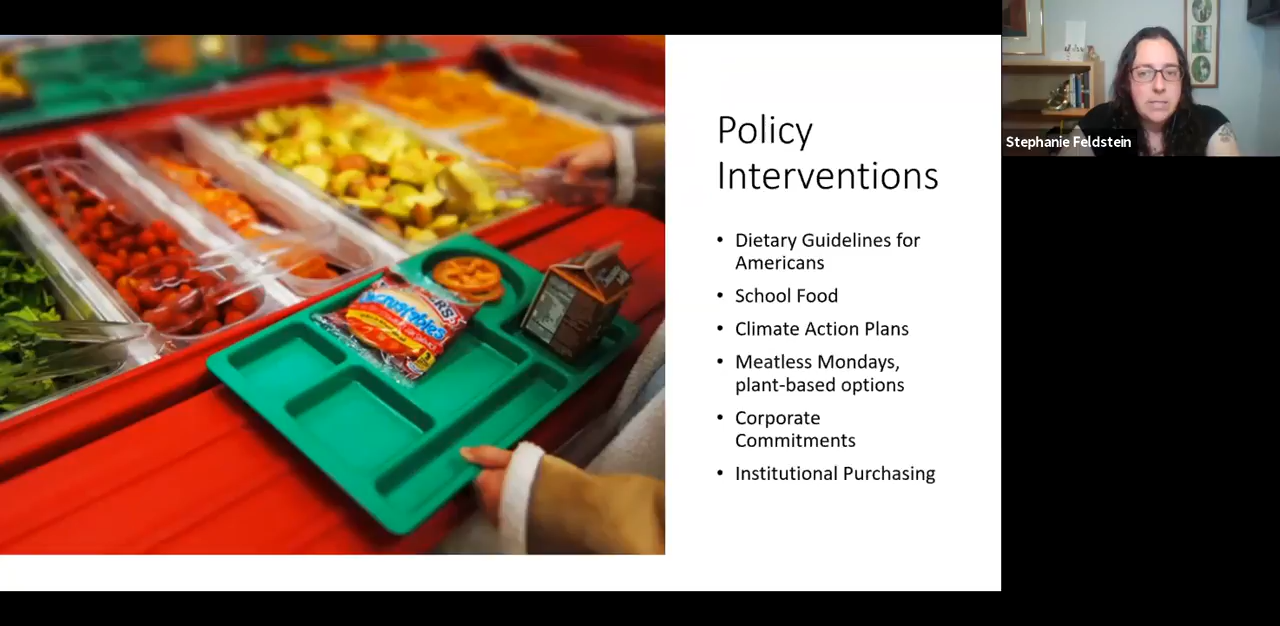 Policy
Interventions
• Dietary Guidelines for
Americans
• School Food
• Climate Action Plans
• Meatless Mondays,
plant-based options
• Corporate
Commitments
• Institutional Purchasing
Stephanie Feldstein